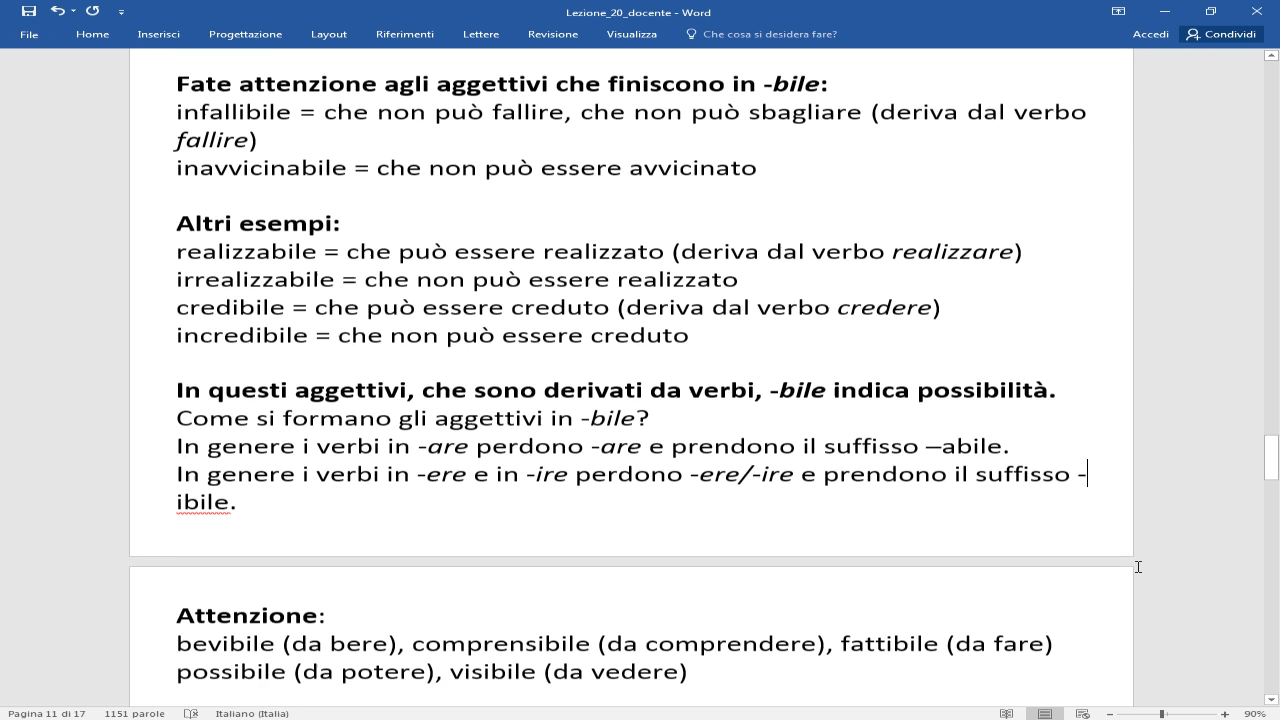 Lezione_20_docente - Word
File Home Inserisci Progettazione Layout Riferimenti Lettere Revisione Visualizza Che cosa si desidera fare? Accedi Condividi
Fate attenzione agli aggettivi che finiscono in -bile:
infallibile = che non può fallire, che non può sbagliare (deriva dal verbo
fallire)
inavvicinabile = che non può essere avvicinato
Altri esempi:
realizzabile = che può essere realizzato (deriva dal verbo realizzare)
irrealizzabile = che non può essere realizzato
credibile = che può essere creduto (deriva dal verbo credere)
incredibile = che non può essere creduto
In questi aggettivi, che sono derivati da verbi, -bile indica possibilità.
Come si formano gli aggettivi in -bile?
In genere i verbi in -are perdono -are e prendono il suffisso –abile.
In genere i verbi in -ere e in -ire perdono -ere/-ire e prendono il suffisso -
ibile.
Attenzione:
bevibile (da bere), comprensibile (da comprendere), fattibile (da fare)
possibile (da potere), visibile (da vedere)
Pagina 11 di 17 1151 parole Italiano (Italia) 90%